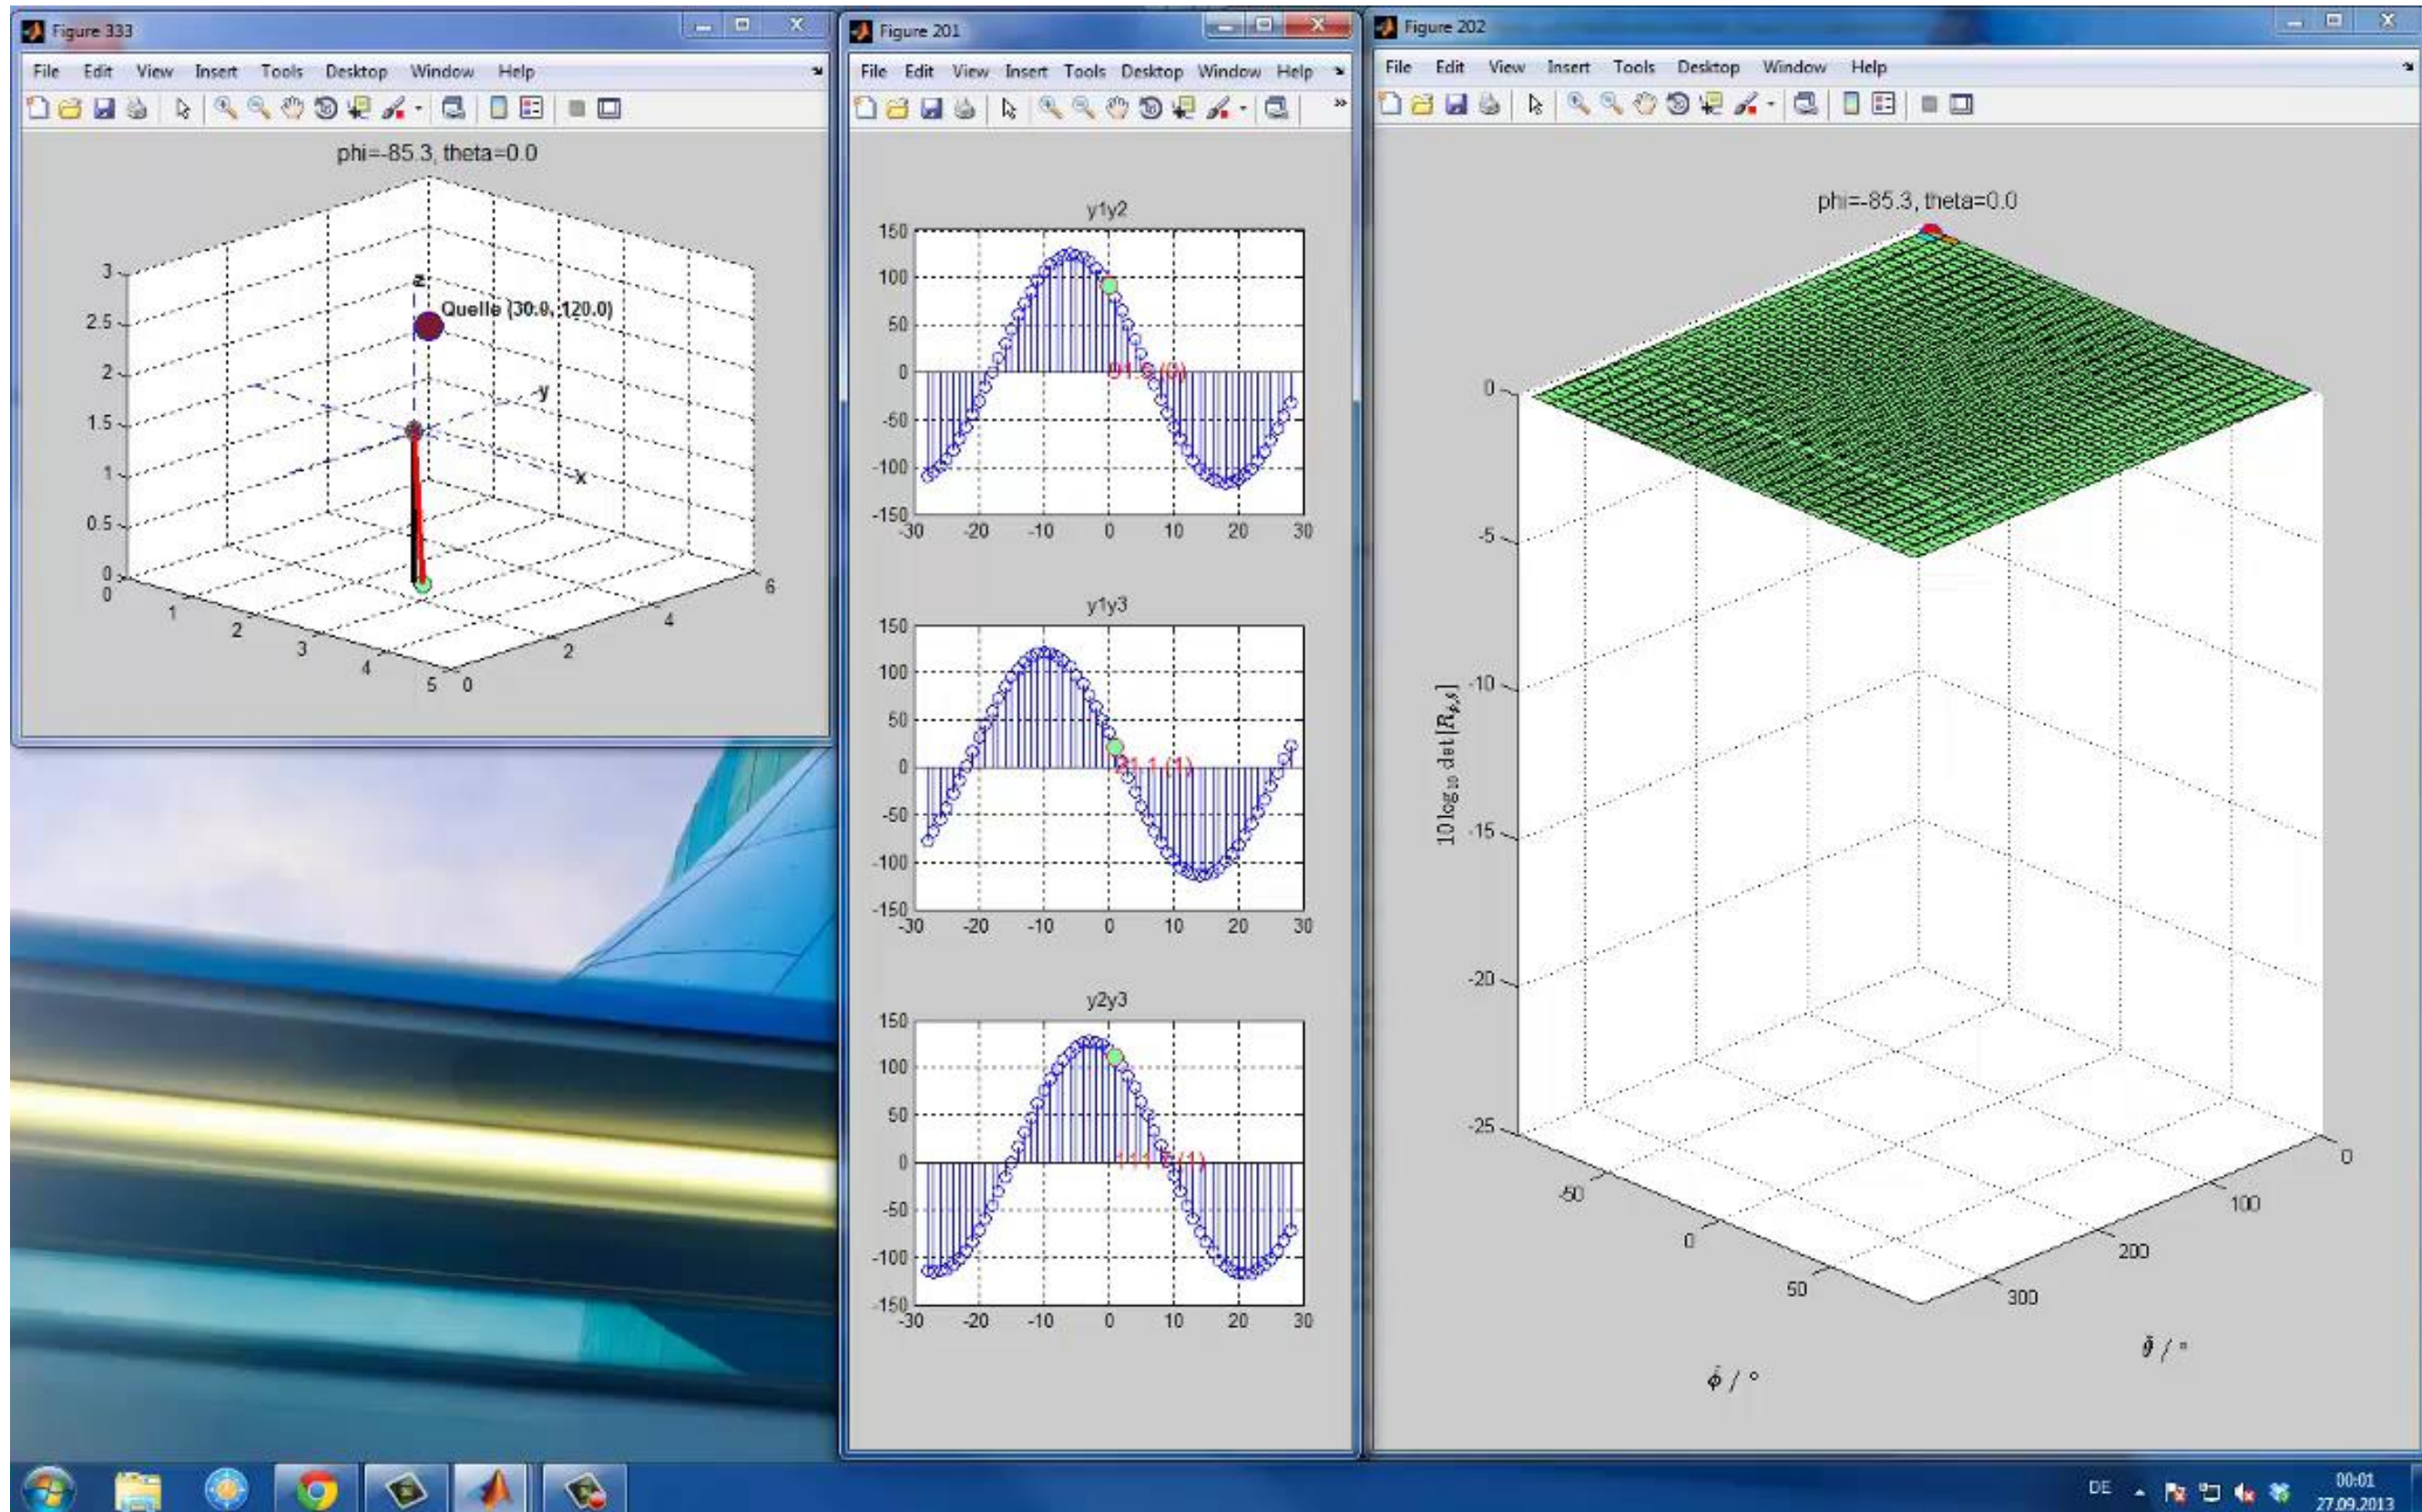 Figure 333
File Edit View Insert Tools Desktop Window Help
phi=-85.3, theta=0.0
z
Quelle (30.0, 120.0)
y
x
3
2.5
2
1.5
1
0.5
0
0
1
2
3
4
5
0
2
4
6
Figure 201
File Edit View Insert Tools Desktop Window Help
y1y2
150
100
50
0
-50
-100
-150
-30 -20 -10 0 10 20 30
y1y3
150
100
50
0
-50
-100
-150
21.1 (1)
-30 -20 -10 0 10 20 30
y2y3
150
100
50
0
-50
-100
-150
-30 -20 -10 0 10 20 30
Figure 202
File Edit View Insert Tools Desktop Window Help
phi=-85.3, theta=0.0
0
-5
-10
-15
-20
-25
10 log₁₀ det
-50
0
50
300
200
100
0
ϕ̂ / °
ϑ̂ / °
DE
00:01
27.09.2013